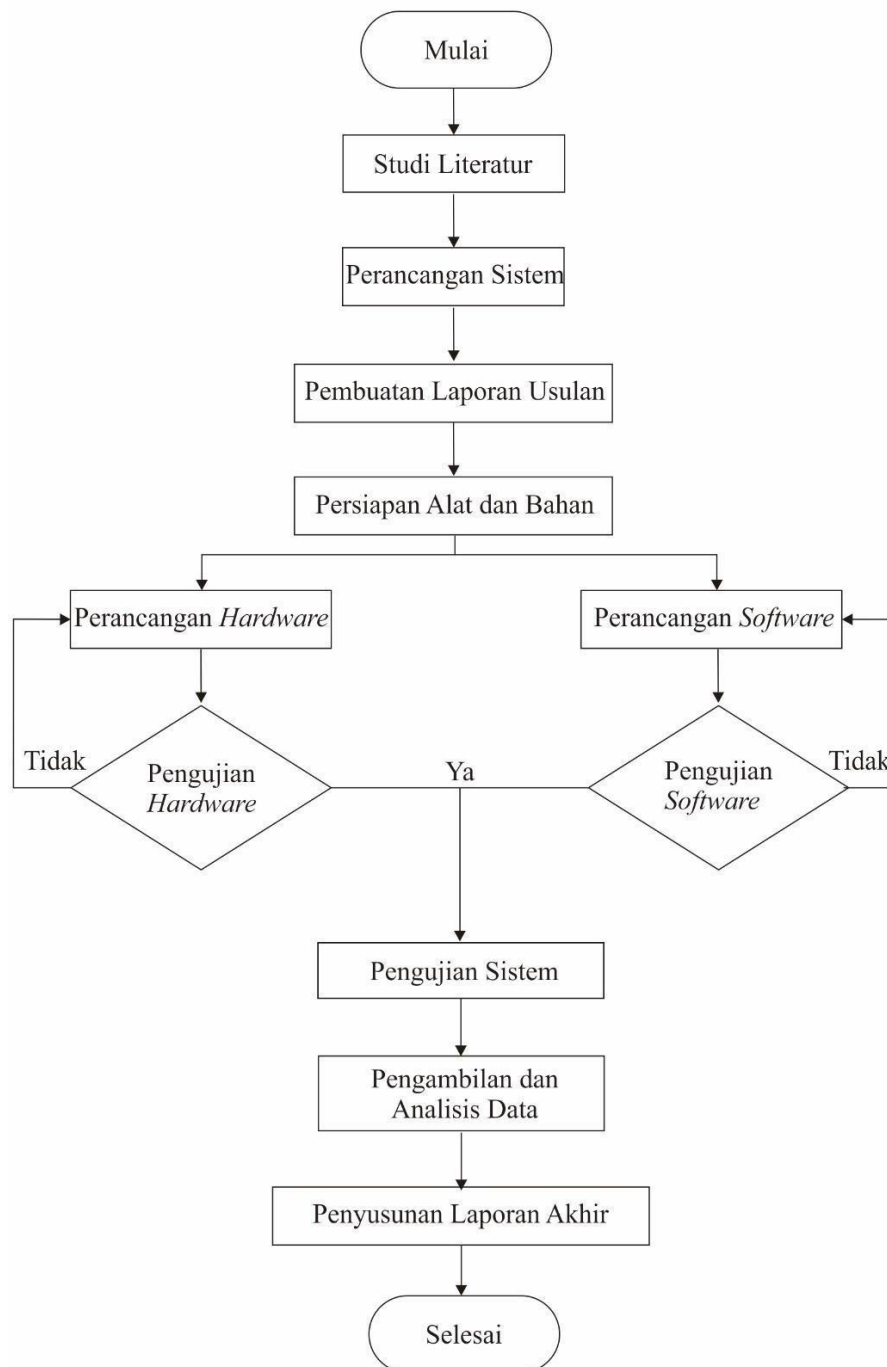 Mulai
Studi Literatur
Perancangan Sistem
Pembuatan Laporan Usulan
Persiapan Alat dan Bahan
Perancangan Hardware
Perancangan Software
Tidak
Pengujian
Hardware
Ya
Pengujian
Software
Tidak
Pengujian Sistem
Pengambilan dan
Analisis Data
Penyusunan Laporan Akhir
Selesai